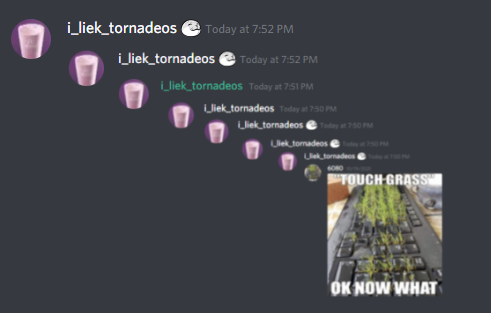 i_liek_tornadeos Today at 7:52 PM
i_liek_tornadeos Today at 7:52 PM
i_liek_tornadeos Today at 7:51 PM
i_liek_tornadeos Today at 7:50 PM
i_liek_tornadeos Today at 7:50 PM
i_liek_tornadeos Today at 7:50 PM
i_liek_tornadeos Today at 7:50 PM
6080
"TOUCH GRASS"
OK NOW WHAT